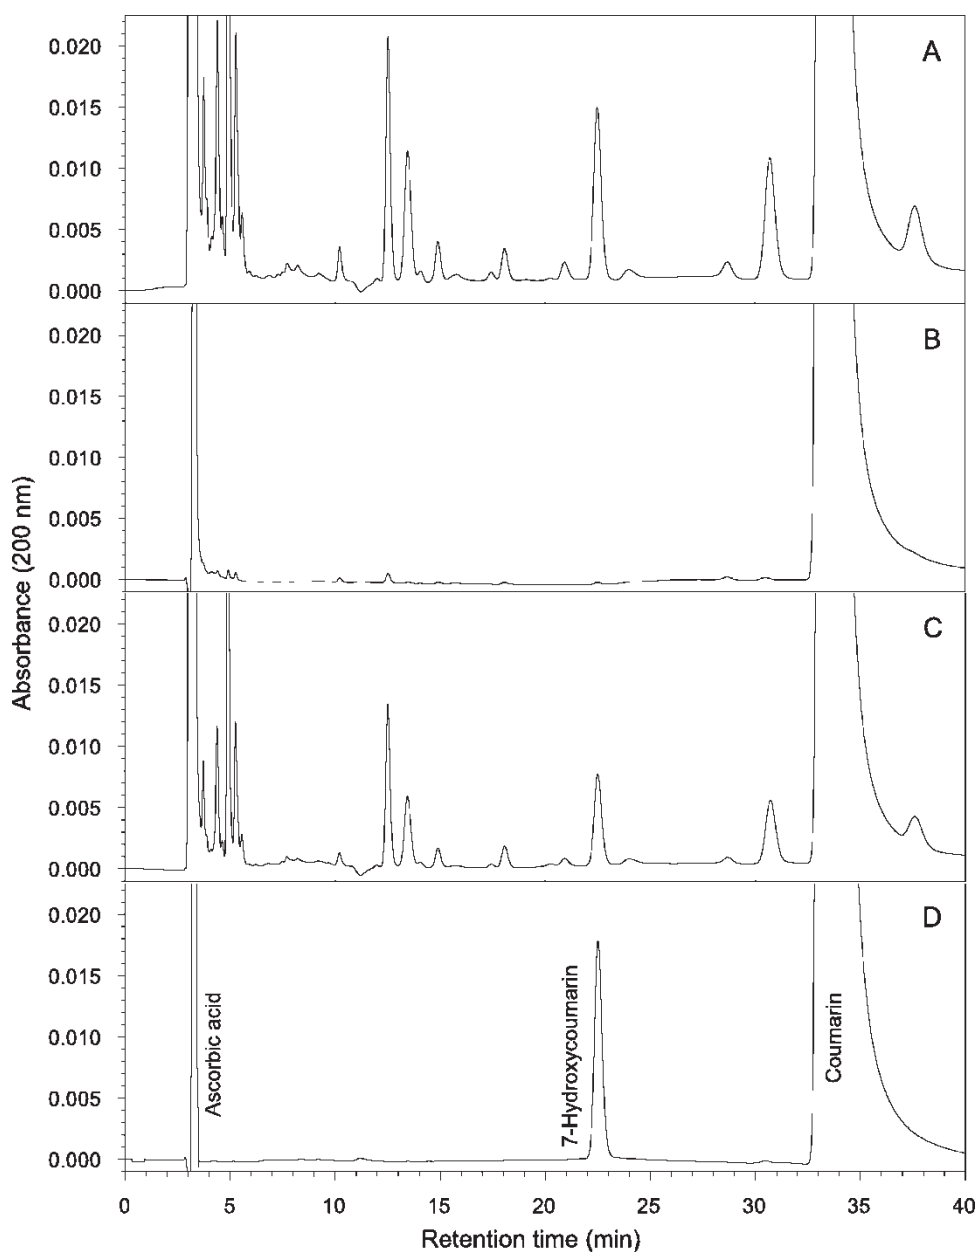 A
0.020
0.015
0.010
0.005
0.000
B
0.020
0.015
0.010
0.005
0.000
C
0.020
0.015
0.010
0.005
0.000
D
0.020
0.015
0.010
0.005
0.000
Absorbance (200 nm)
Ascorbic acid
7-Hydroxycoumarin
Coumarin
0 5 10 15 20 25 30 35 40
Retention time (min)